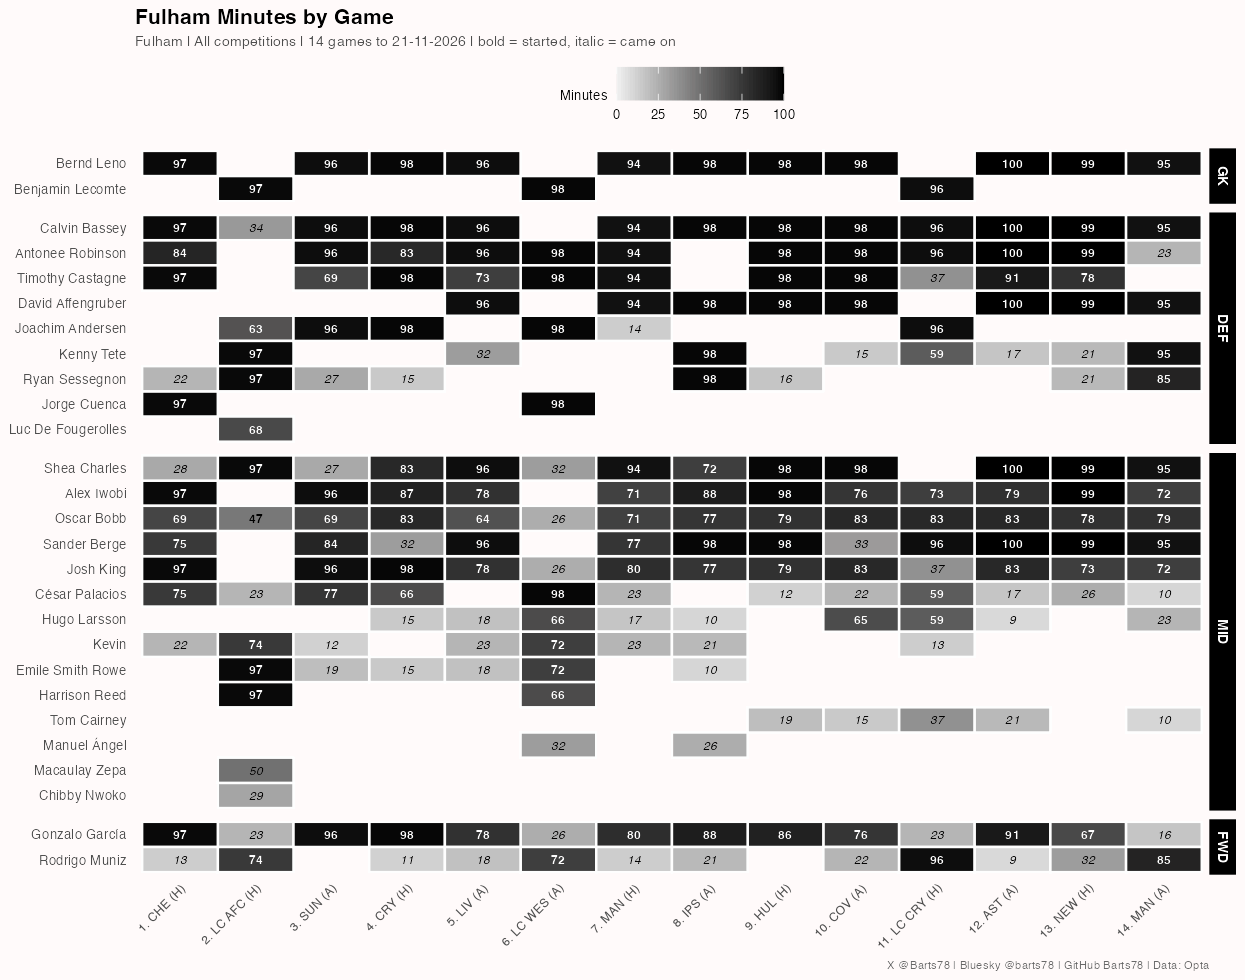 Fulham Minutes by Game
Fulham | All competitions | 14 games to 21-11-2026 | bold = started, italic = came on
Minutes
0 25 50 75 100
Bernd Leno 97 96 98 96 94 98 98 98 100 99 95
Benjamin Lecomte 97 98 96
GK
Calvin Bassey 97 34 96 98 96 94 98 98 98 96 100 99 95
Antonee Robinson 84 96 83 96 98 94 98 98 96 100 99 23
Timothy Castagne 97 69 98 73 98 94 98 98 37 91 78
David Affengruber 96 94 98 98 98 100 99 95
Joachim Andersen 63 96 98 98 14 96
Kenny Tete 97 32 98 15 59 17 21 95
Ryan Sessegnon 22 97 27 15 98 16 21 85
Jorge Cuenca 97 98
Luc De Fougerolles 68
DEF
Shea Charles 28 97 27 83 96 32 94 72 98 98 100 99 95
Alex Iwobi 97 96 87 78 71 88 98 76 73 79 99 72
Oscar Bobb 69 47 69 83 64 26 71 77 79 83 83 83 78 79
Sander Berge 75 84 32 96 77 98 98 33 96 100 99 95
Josh King 97 96 98 78 26 80 77 79 83 37 83 73 72
César Palacios 75 23 77 66 98 23 12 22 59 17 26 10
Hugo Larsson 15 18 66 17 10 65 59 9 23
Kevin 22 74 12 23 72 23 21 13
Emile Smith Rowe 97 19 15 18 72 10
Harrison Reed 97 66
Tom Cairney 19 15 37 21 10
Manuel Ángel 32 26
Macaulay Zepa 50
Chibby Nwoko 29
MID
Gonzalo García 97 23 96 98 78 26 80 88 86 76 23 91 67 16
Rodrigo Muniz 13 74 11 18 72 14 21 22 96 9 32 85
FWD
1. CHE (H)
2. LC AFC (H)
3. SUN (A)
4. CRY (H)
5. LIV (A)
6. LC WES (A)
7. MAN (H)
8. IPS (A)
9. HUL (H)
10. COV (A)
11. LC CRY (H)
12. AST (A)
13. NEW (H)
14. MAN (A)
X @Barts78 | Bluesky @barts78 | GitHub Barts78 | Data: Opta